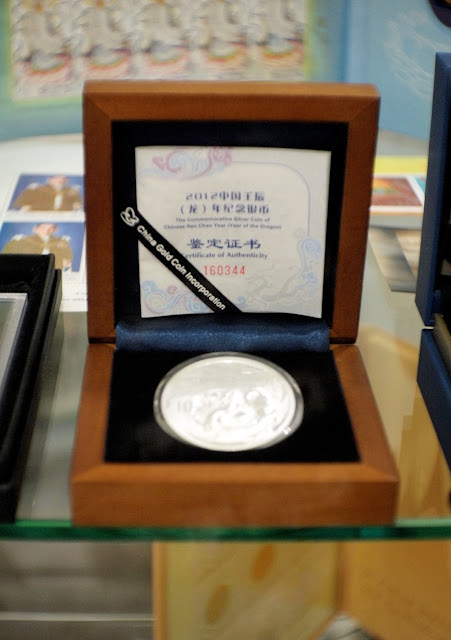 2012中国壬辰
（龙）年纪念银币
The Commemorative Silver Coin of
Chinese Ren Chen Year (Year of the Dragon)
鉴定证书
Certificate of Authenticity
160344
China Gold Coin Incorporation
10